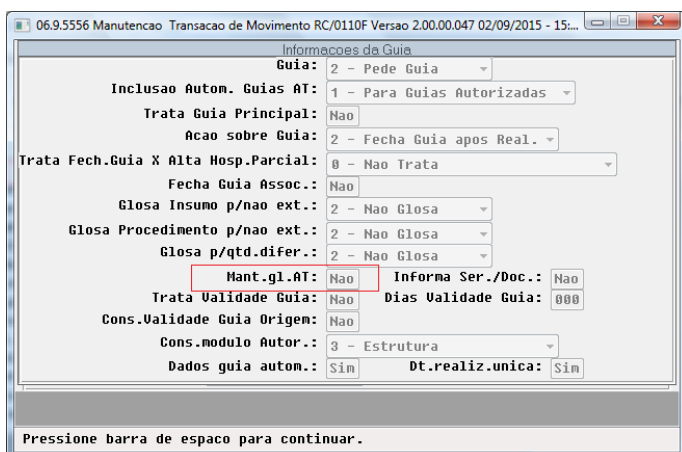 06.9.5556 Manutencao Transacao de Movimento RC/0110F Versao 2.00.00.047 02/09/2015 - 15:...
Informacoes da Guia
Guia: 2 - Pede Guia
Inclusao Autom. Guias AT: 1 - Para Guias Autorizadas
Trata Guia Principal: Nao
Acao sobre Guia: 2 - Fecha Guia apos Real.
Trata Fech.Guia X Alta Hosp.Parcial: 0 - Nao Trata
Fecha Guia Assoc.: Nao
Glosa Insumo p/nao ext.: 2 - Nao Glosa
Glosa Procedimento p/nao ext.: 2 - Nao Glosa
Glosa p/qtd.difer.: 2 - Nao Glosa
Mant.gl.AT: Nao Informa Ser./Doc.: Nao
Trata Validade Guia: Nao Dias Validade Guia: 000
Cons.Validade Guia Origem: Nao
Cons.modulo Autor.: 3 - Estrutura
Dados guia autom.: Sim Dt.realiz.unica: Sim
Pressione barra de espaco para continuar.